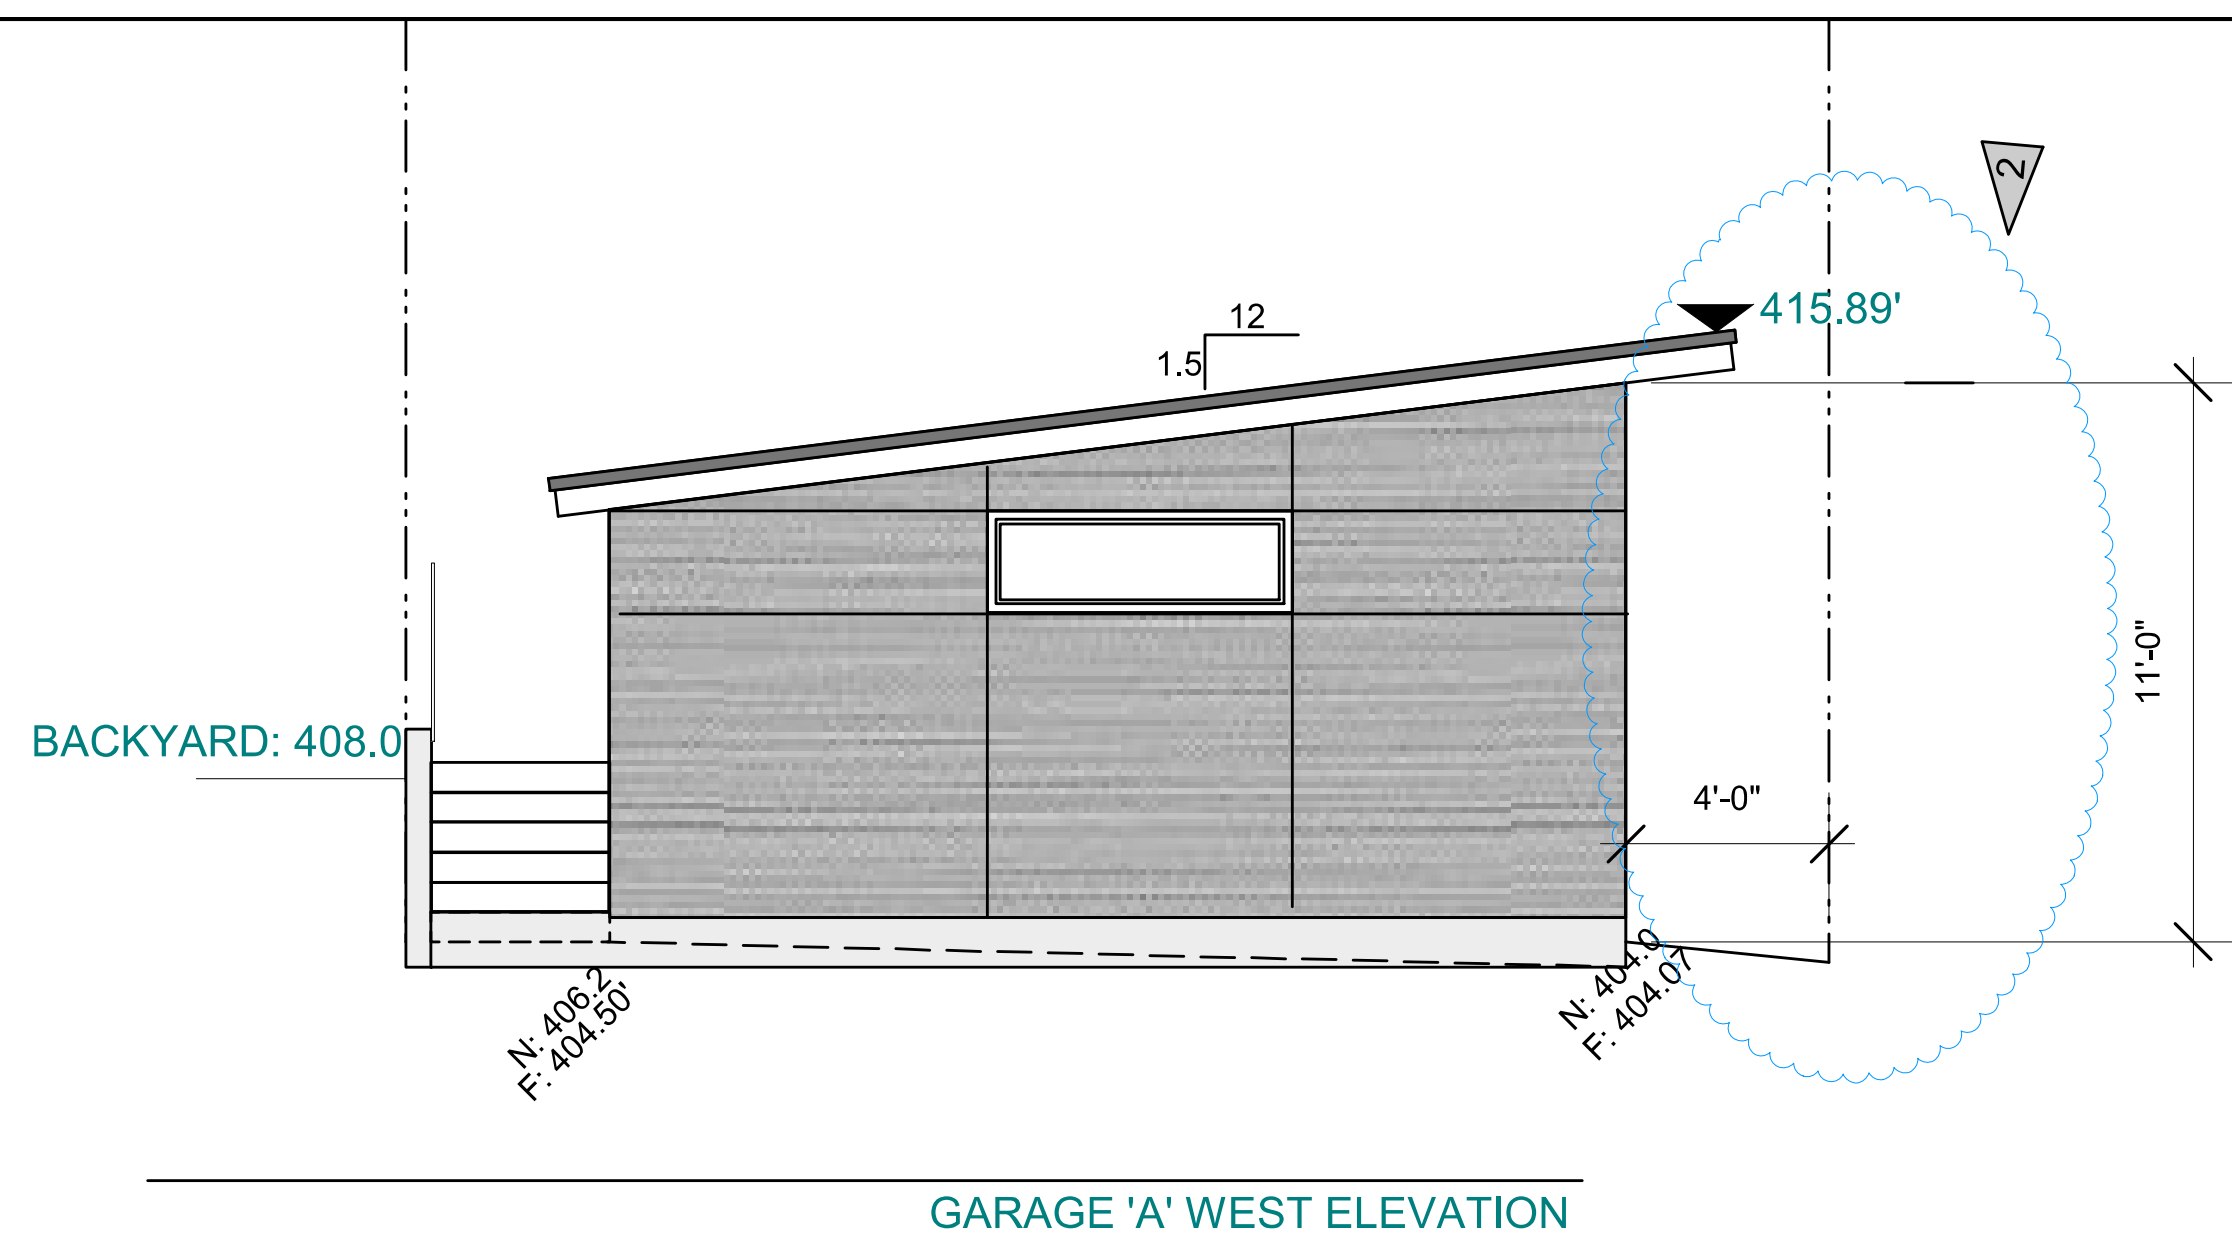 2
415.89'
12
1.5
11'-0"
BACKYARD: 408.0
4'-0"
N: 406.2
F: 404.50'
N: 404.0
F: 404.07
GARAGE 'A' WEST ELEVATION